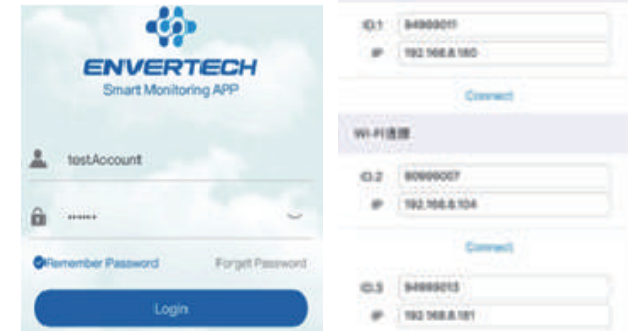 ENVERTECH
Smart Monitoring APP
testAccount
••••••
Remember Password
Forget Password
Login
ID.1
94999011
IP
192.168.8.180
Connect
Wi-Fi连接
ID.2
90999007
IP
192.168.8.104
Connect
ID.3
94999013
IP
192.168.8.181